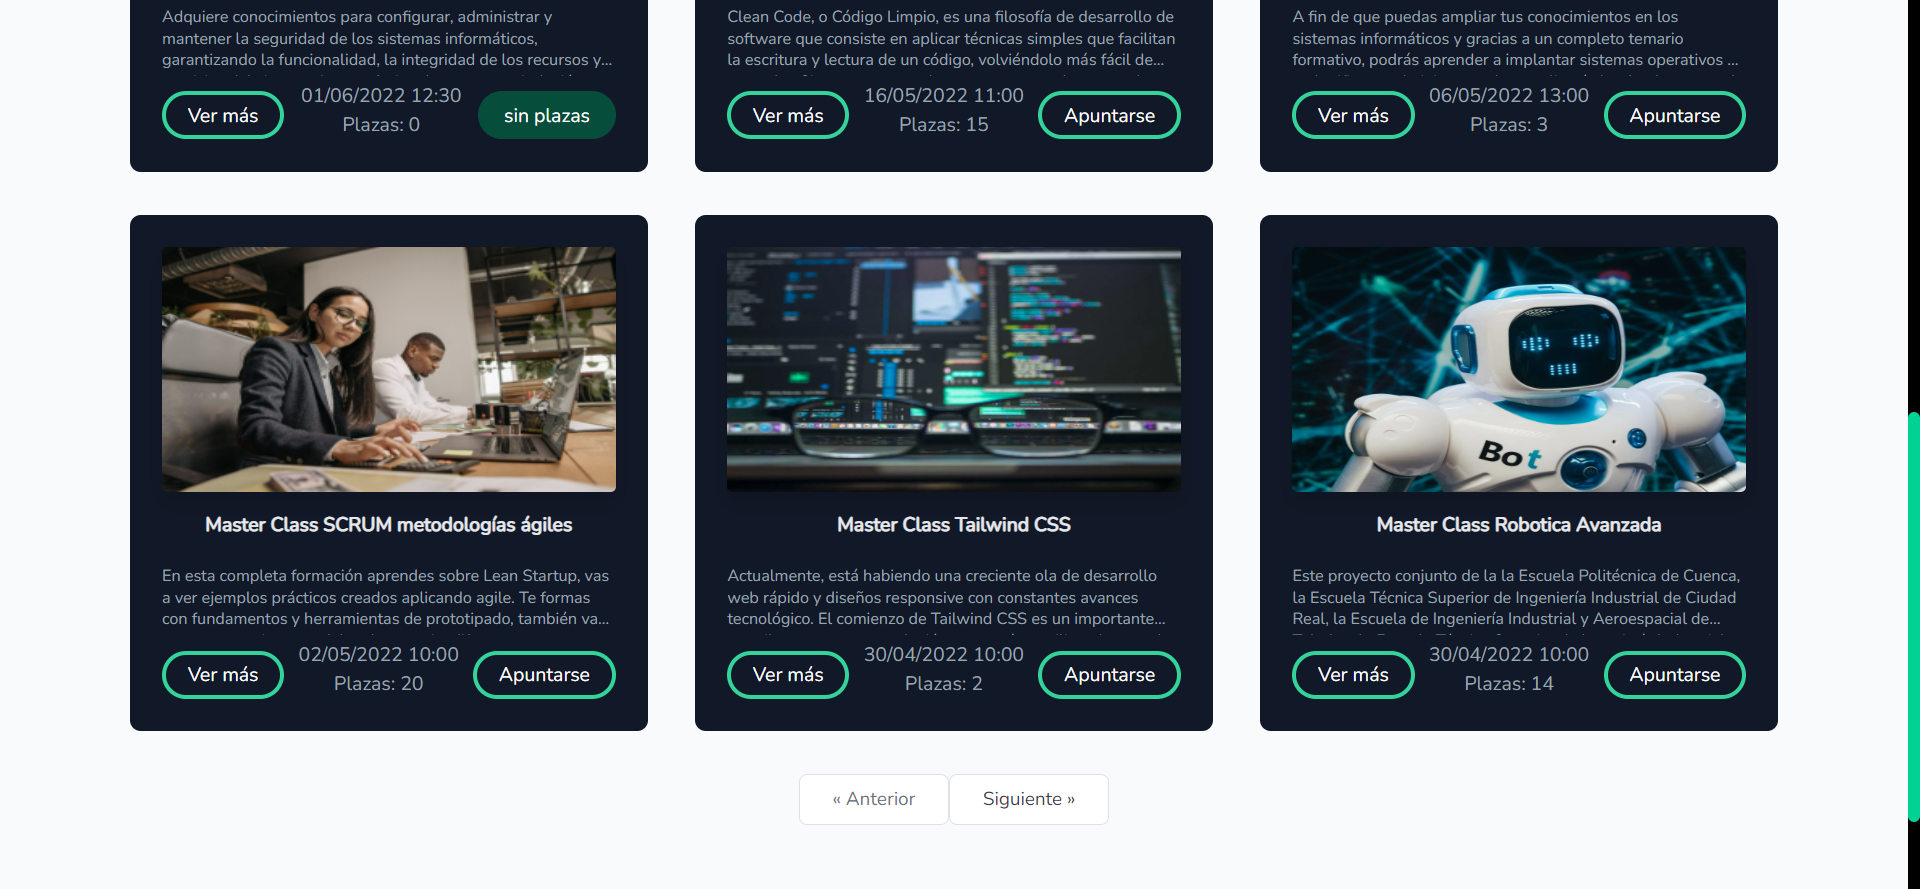 Adquiere conocimientos para configurar, administrar y
mantener la seguridad de los sistemas informáticos,
garantizando la funcionalidad, la integridad de los recursos y...
Ver más
01/06/2022 12:30
Plazas: 0
sin plazas
Clean Code, o Código Limpio, es una filosofía de desarrollo de
software que consiste en aplicar técnicas simples que facilitan
la escritura y lectura de un código, volviéndolo más fácil de...
Ver más
16/05/2022 11:00
Plazas: 15
Apuntarse
A fin de que puedas ampliar tus conocimientos en los
sistemas informáticos y gracias a un completo temario
formativo, podrás aprender a implantar sistemas operativos ...
Ver más
06/05/2022 13:00
Plazas: 3
Apuntarse
Master Class SCRUM metodologías ágiles
En esta completa formación aprendes sobre Lean Startup, vas
a ver ejemplos prácticos creados aplicando agile. Te formas
con fundamentos y herramientas de prototipado, también va...
Ver más
02/05/2022 10:00
Plazas: 20
Apuntarse
Master Class Tailwind CSS
Actualmente, está habiendo una creciente ola de desarrollo
web rápido y diseños responsive con constantes avances
tecnológico. El comienzo de Tailwind CSS es un importante...
Ver más
30/04/2022 10:00
Plazas: 2
Apuntarse
Bot
Master Class Robotica Avanzada
Este proyecto conjunto de la la Escuela Politécnica de Cuenca,
la Escuela Técnica Superior de Ingeniería Industrial de Ciudad
Real, la Escuela de Ingeniería Industrial y Aeroespacial de...
Ver más
30/04/2022 10:00
Plazas: 14
Apuntarse
« Anterior
Siguiente »